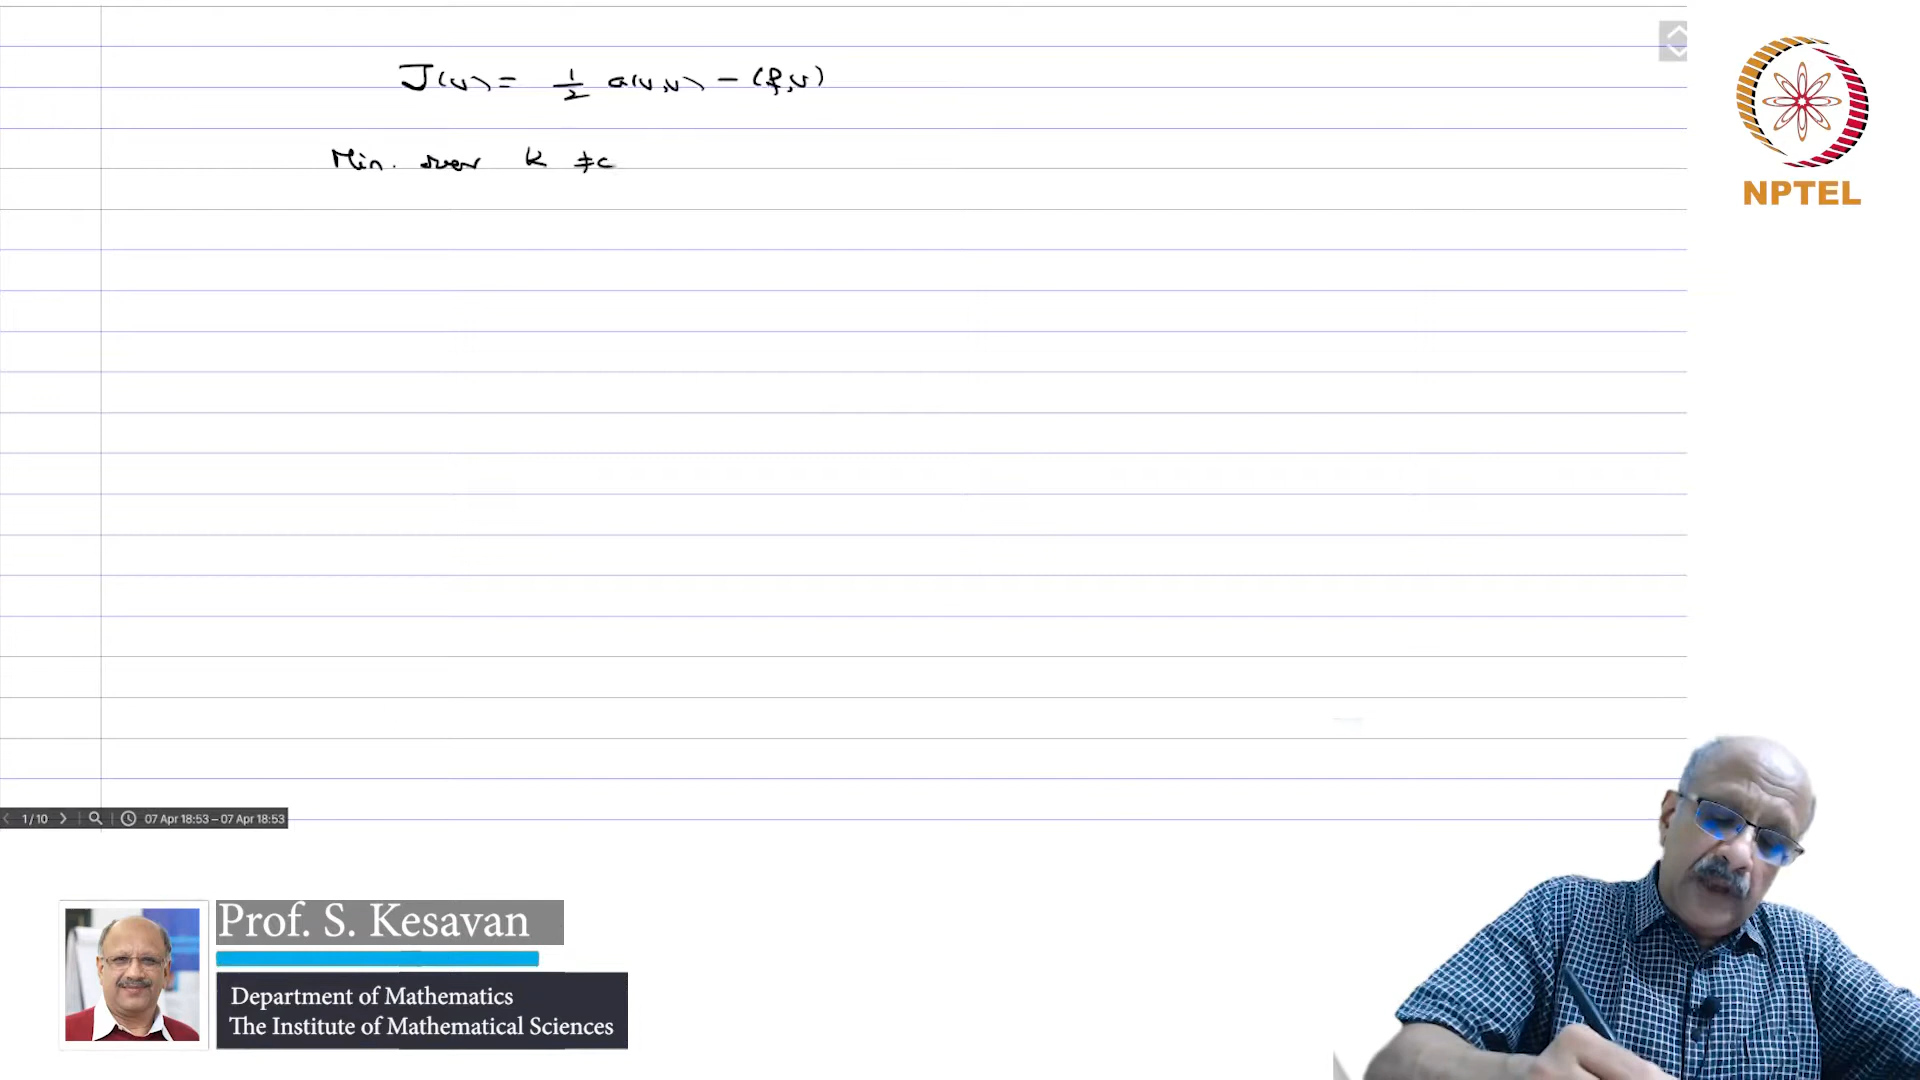 J(v) = 1/2 a(v,v) - (f,v)
Min. over K ≠
NPTEL
1/10
07 Apr 18:53 – 07 Apr 18:53
Prof. S. Kesavan
Department of Mathematics
The Institute of Mathematical Sciences